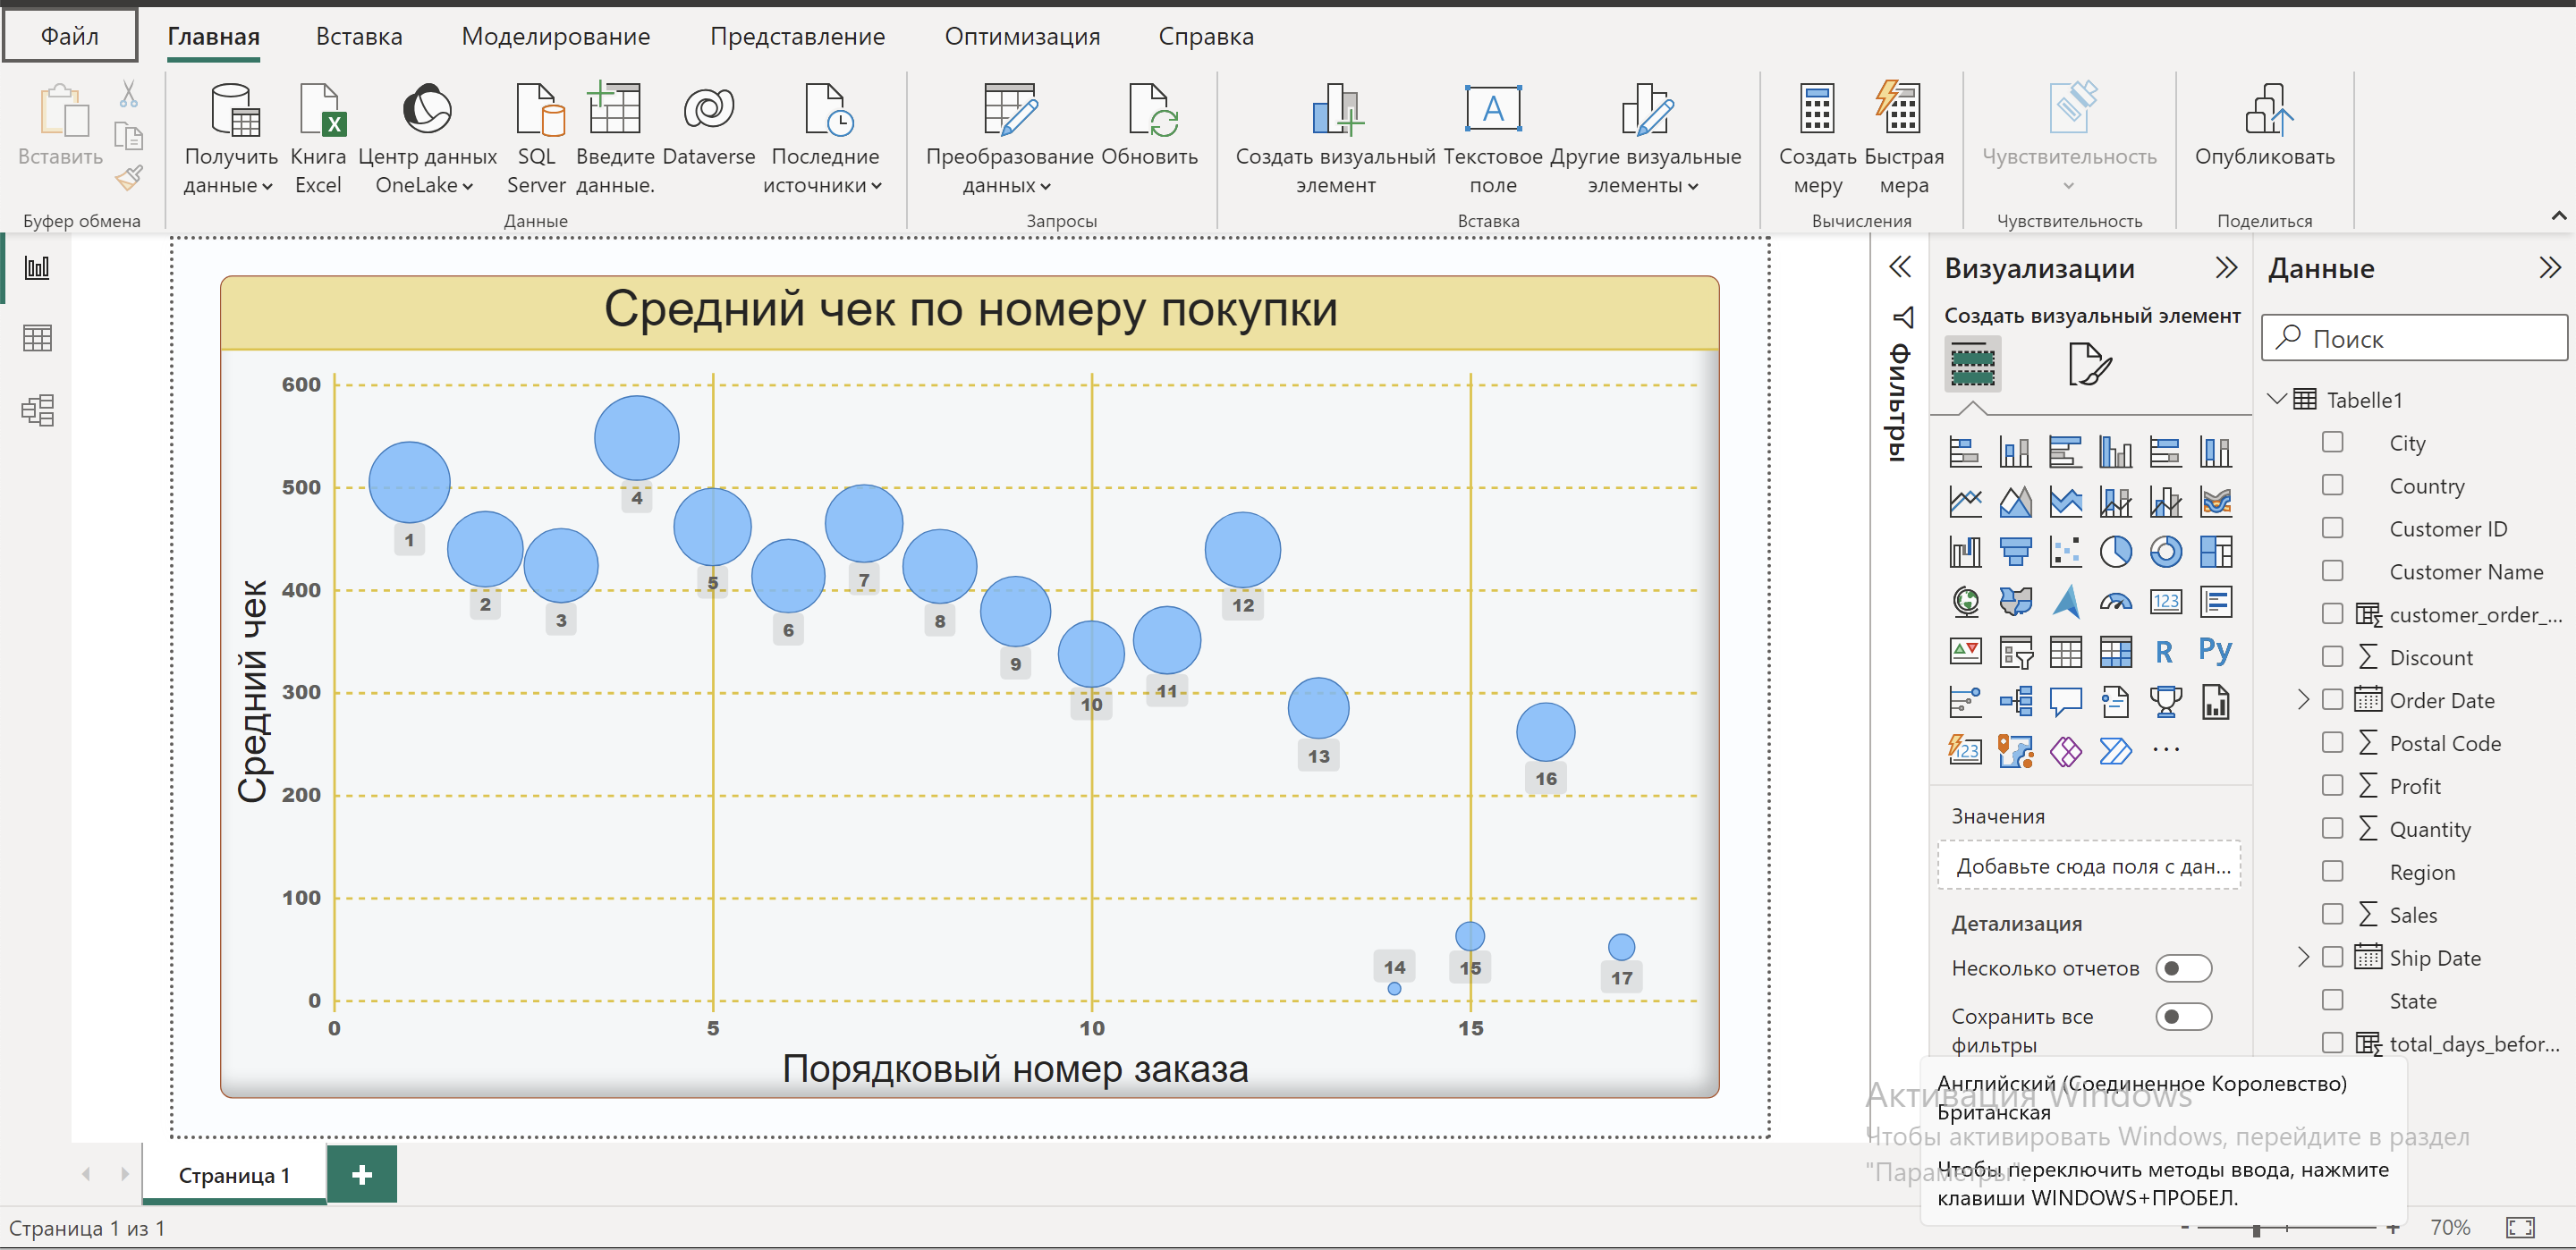 Файл
Главная
Вставка
Моделирование
Представление
Оптимизация
Справка
Вставить
Буфер обмена
Получить данные
Книга Excel
Центр данных OneLake
SQL Server
Введите данные.
Dataverse
Последние источники
Данные
Преобразование данных
Обновить
Запросы
Создать визуальный элемент
Текстовое поле
Другие визуальные элементы
Вставка
Создать меру
Быстрая мера
Вычисления
Чувствительность
Чувствительность
Опубликовать
Поделиться
Средний чек по номеру покупки
Средний чек
600
500
400
300
200
100
0
1
2
3
4
5
6
7
8
9
10
11
12
13
14
15
16
17
0
5
10
15
Порядковый номер заказа
Фильтры
Визуализации
Создать визуальный элемент
123
R
Py
123
Значения
Добавьте сюда поля с дан...
Детализация
Несколько отчетов
Сохранить все
фильтры
Данные
Поиск
Tabelle1
City
Country
Customer ID
Customer Name
customer_order_...
Discount
Order Date
Postal Code
Profit
Quantity
Region
Sales
Ship Date
State
total_days_befor...
Активация Windows
Чтобы активировать Windows, перейдите в раздел
"Параметры".
Английский (Соединенное Королевство)
Британская
Чтобы переключить методы ввода, нажмите
клавиши WINDOWS+ПРОБЕЛ.
Страница 1
Страница 1 из 1
70%